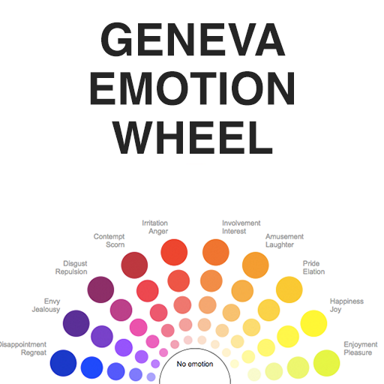 GENEVA
EMOTION
WHEEL
Irritation
Anger
Involvement
Interest
Contempt
Scorn
Amusement
Laughter
Disgust
Repulsion
Pride
Elation
Envy
Jealousy
Happiness
Joy
Disappointment
Regret
Enjoyment
Pleasure
No emotion